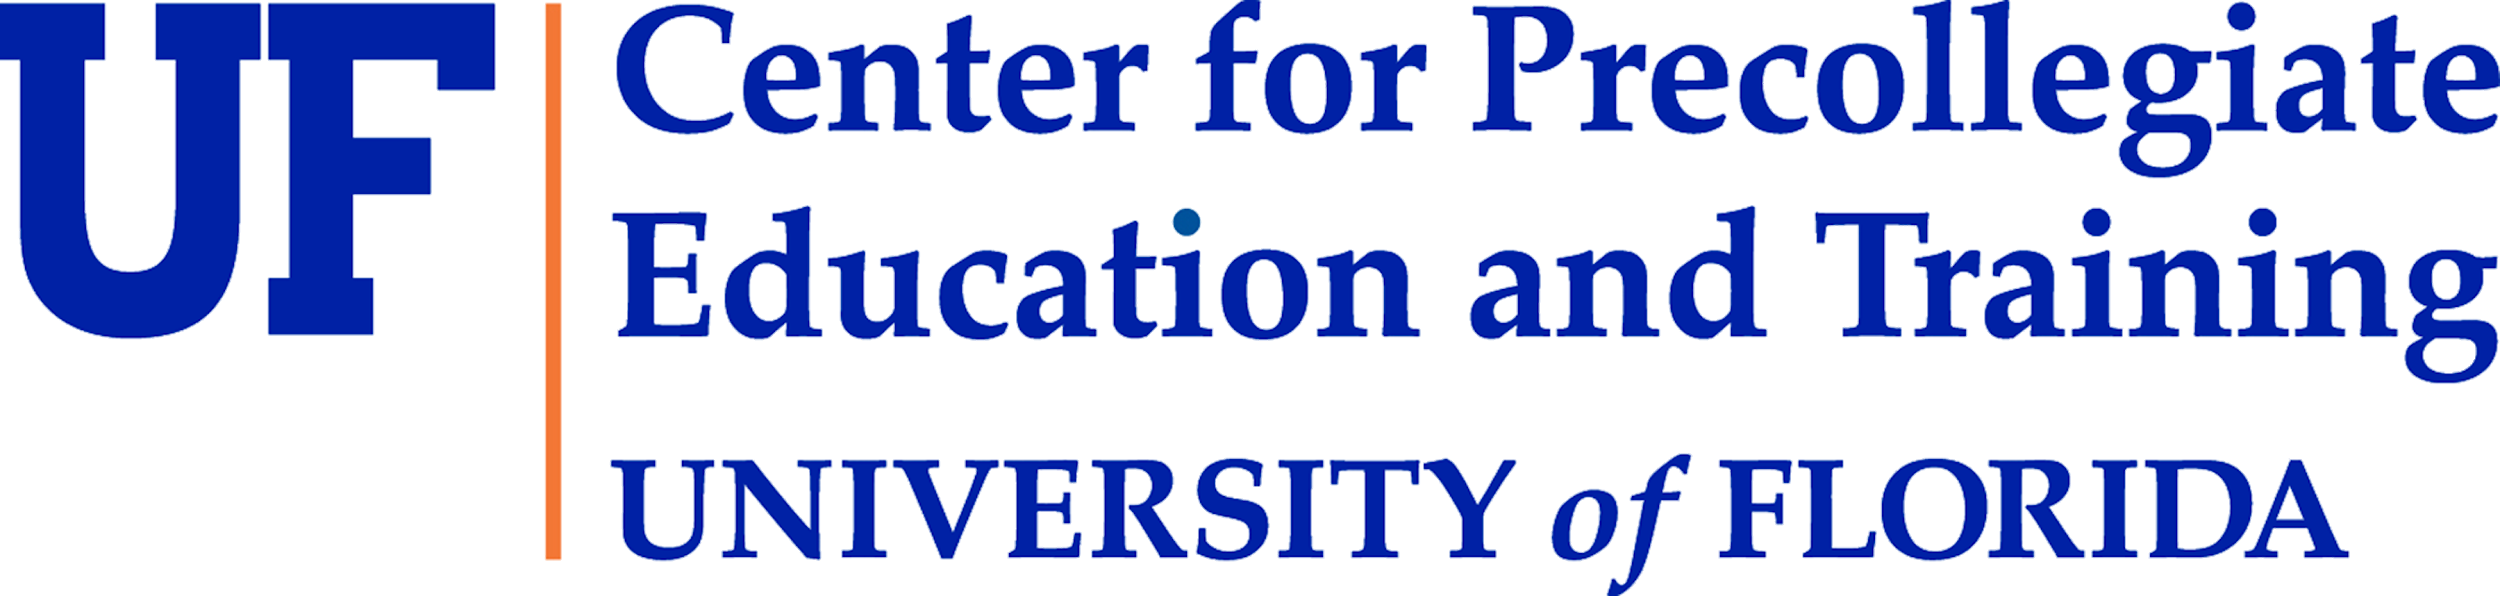 UF
Center for Precollegiate
Education and Training
UNIVERSITY of FLORIDA